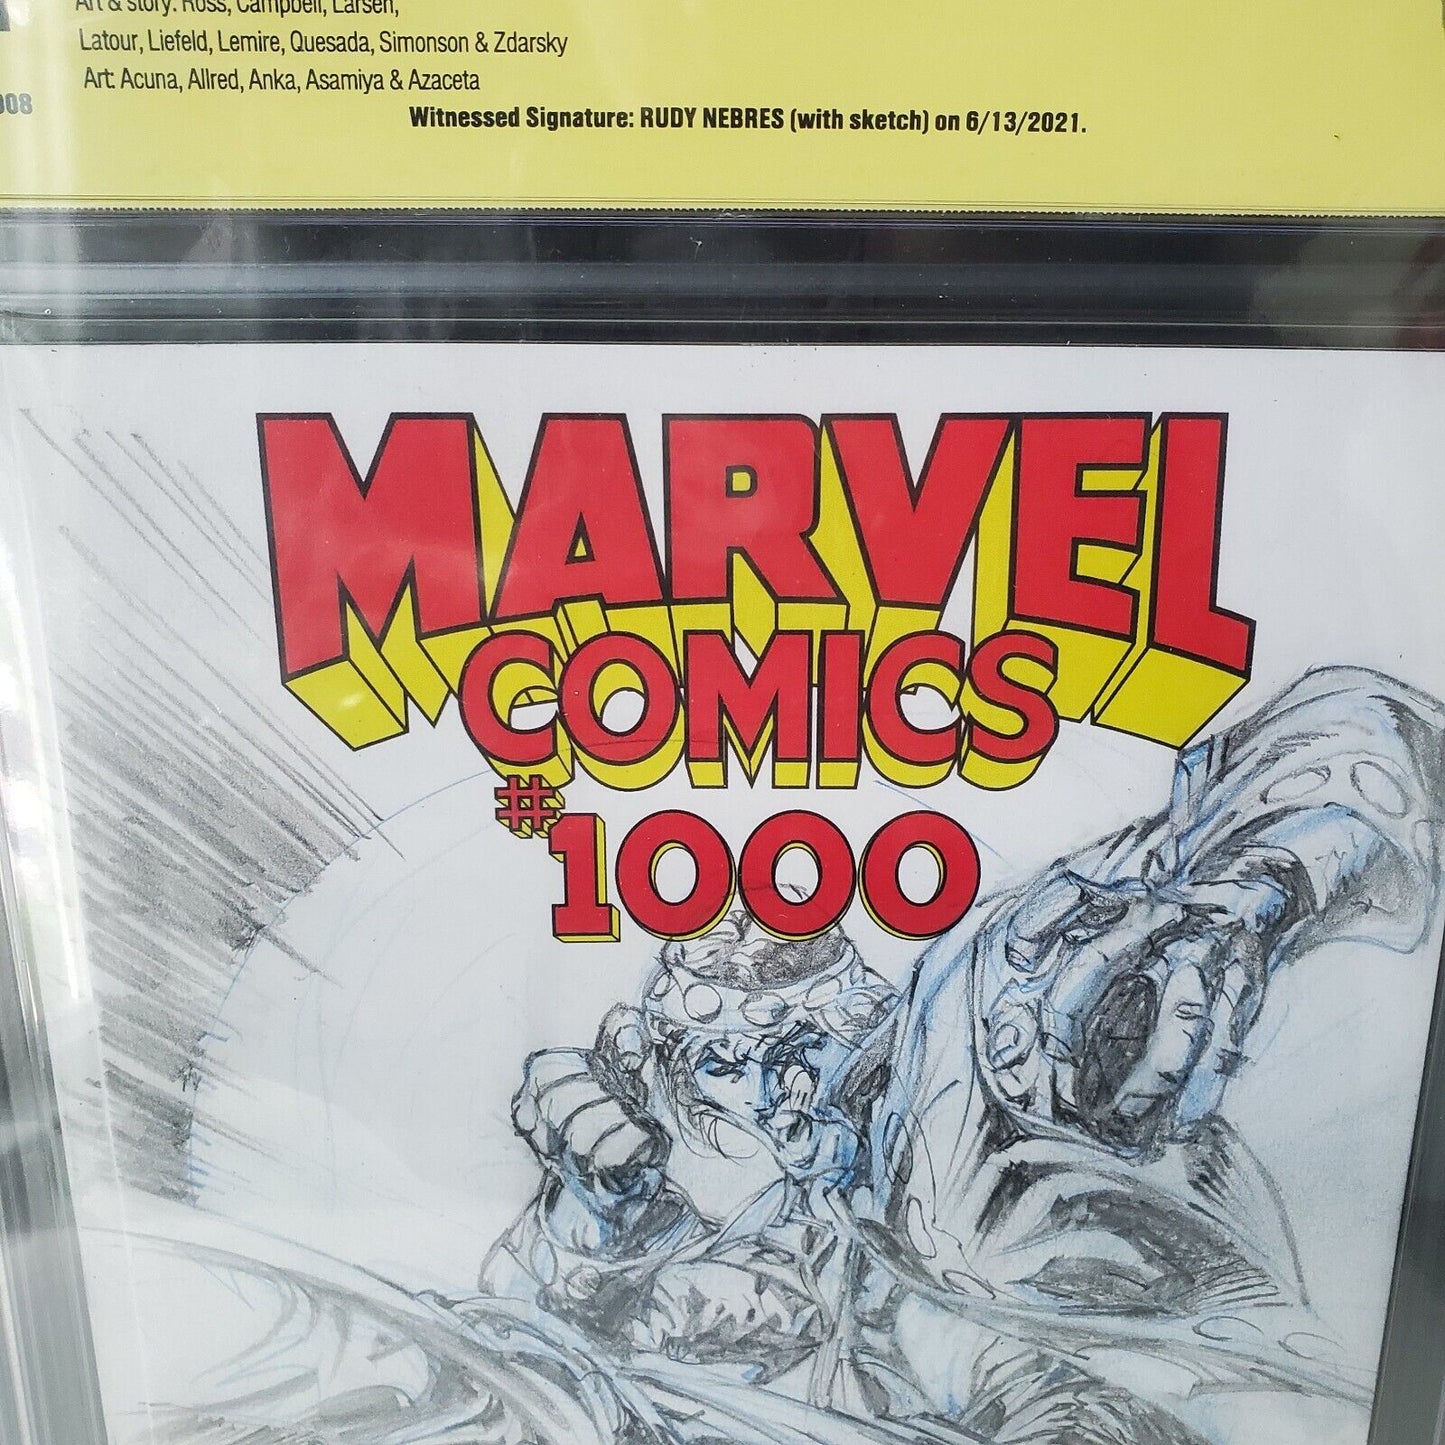 Art & story: Ross, Campbell, Larsen,
Latour, Liefeld, Lemire, Quesada, Simonson & Zdarsky
Art: Acuna, Allred, Anka, Asamiya & Azaceta
008
Witnessed Signature: RUDY NEBRES (with sketch) on 6/13/2021.
MARVEL
COMICS
#1000